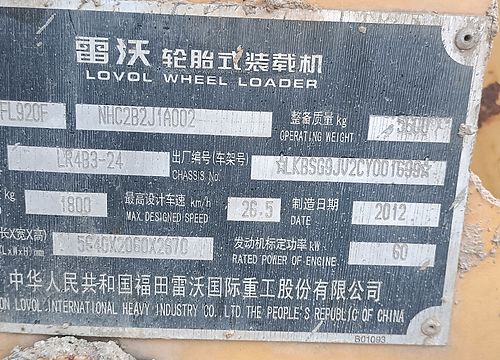 雷沃 轮胎式装载机
LOVOL WHEEL LOADER
FL920F NHC2B2J1A002 整备质量 kg
OPERATING WEIGHT
LR4B3-24 出厂编号(车架号)
CHASSIS No.
kg 1800 最高设计车速 km/h 26.5 制造日期 2012
MAX. DESIGNED SPEED
长X宽X高) 发动机标定功率 kw 60
(LxWxH) RATED POWER OF ENGINE
中华人民共和国福田雷沃国际重工股份有限公司
ON LOVOL INTERNATIONAL HEAVY INDUSTRY CO. LTD THE PEOPLE'S REPUBLIC OF CHINA